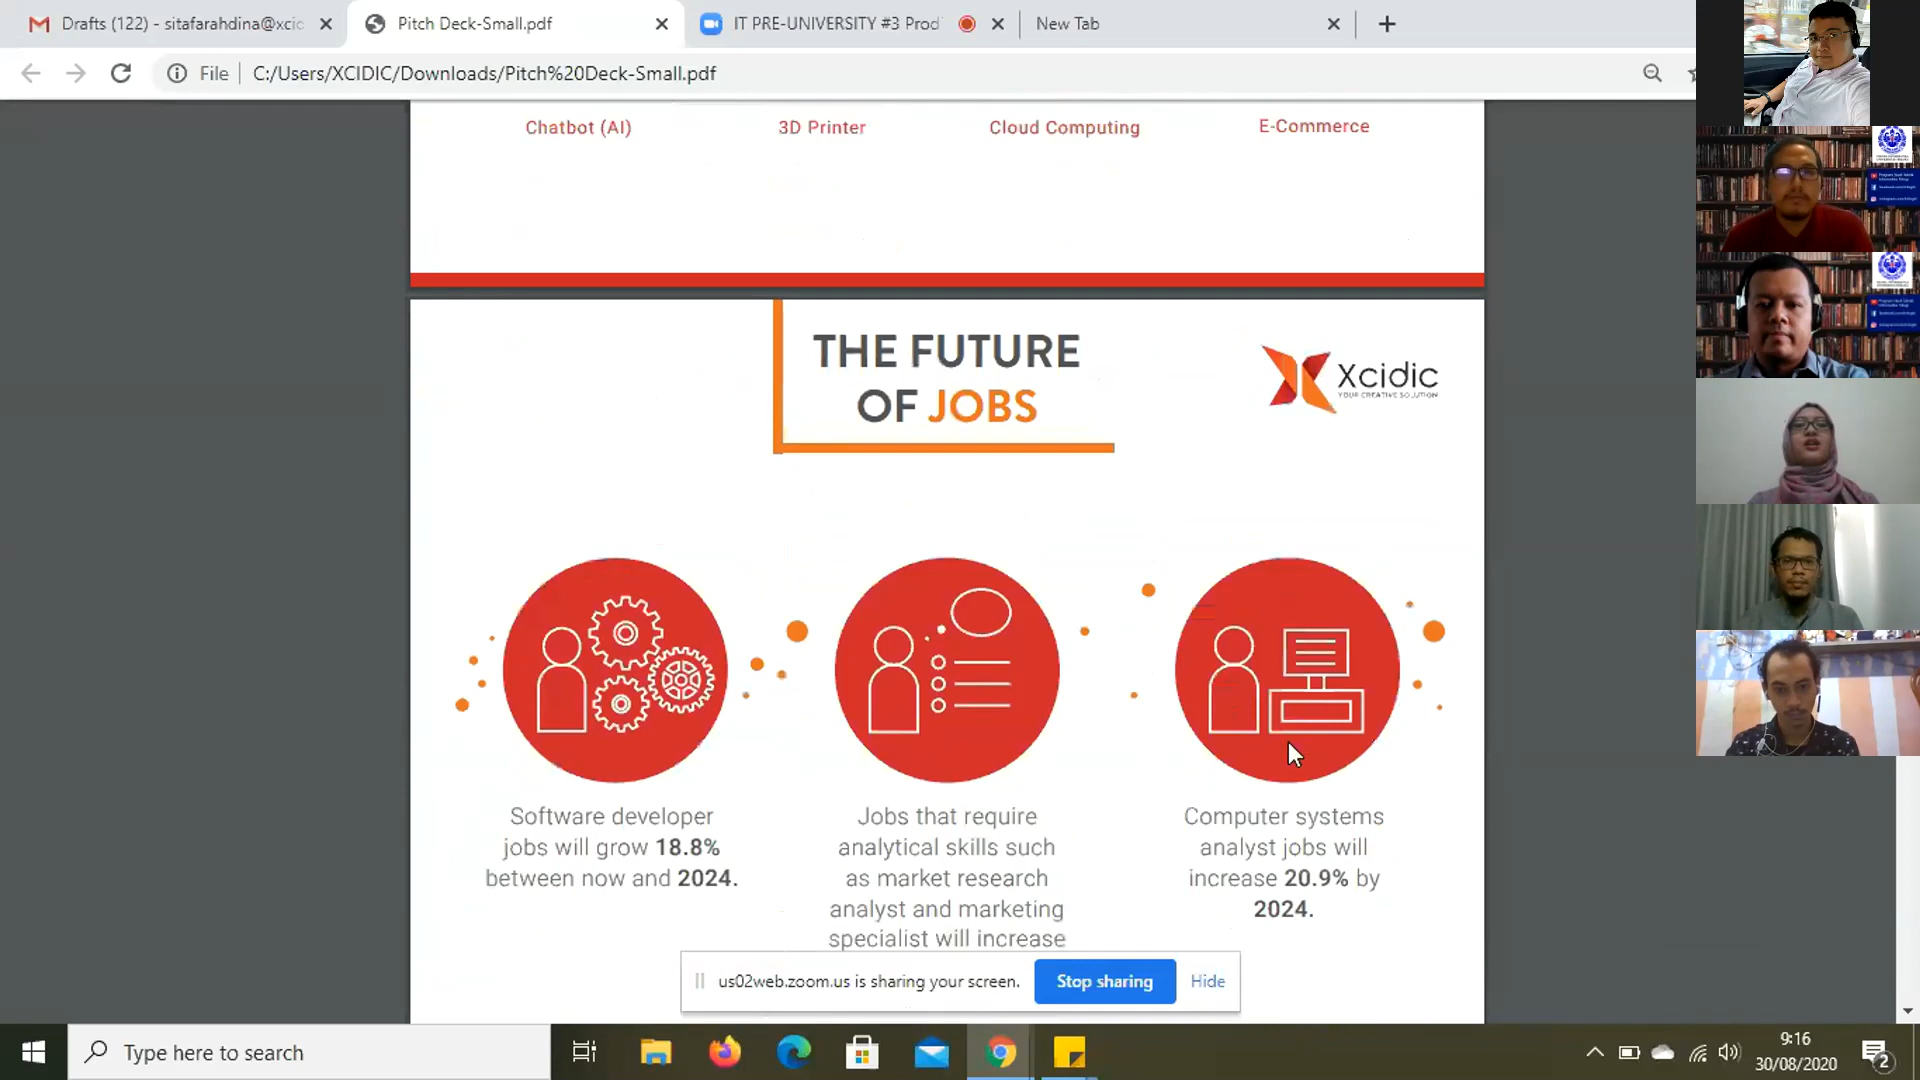 Drafts (122) - sitafarahdina@xcic
Pitch Deck-Small.pdf
IT PRE-UNIVERSITY #3 Prod
New Tab
File
C:/Users/XCIDIC/Downloads/Pitch%20Deck-Small.pdf
Chatbot (AI)
3D Printer
Cloud Computing
E-Commerce
THE FUTURE
OF JOBS
Xcidic
YOUR CREATIVE SOLUTION
Software developer
jobs will grow 18.8%
between now and 2024.
Jobs that require
analytical skills such
as market research
analyst and marketing
specialist will increase
Computer systems
analyst jobs will
increase 20.9% by
2024.
us02web.zoom.us is sharing your screen.
Stop sharing
Hide
Type here to search
9:16
30/08/2020
2